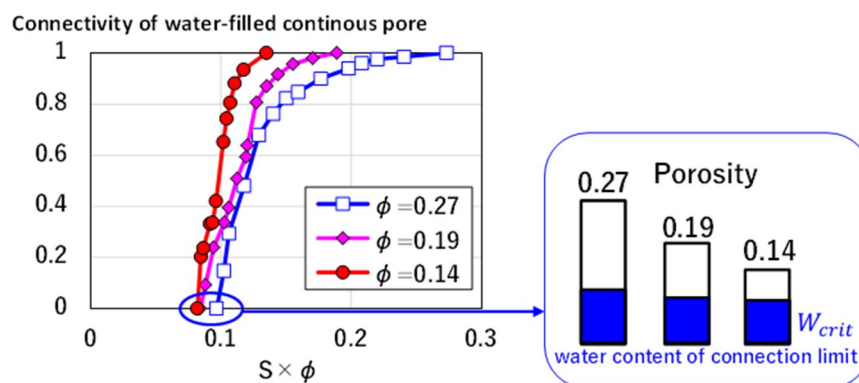 Connectivity of water-filled continous pore
1
0.8
0.6
0.4
0.2
0
0
0.1
0.2
0.3
S × ϕ
ϕ =0.27
ϕ =0.19
ϕ =0.14
Porosity
0.27
0.19
0.14
W_crit
water content of connection limit